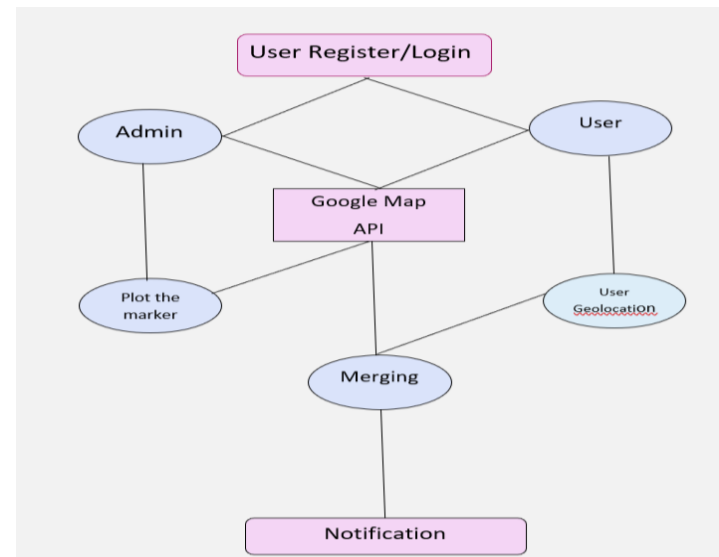 User Register/Login
Admin
User
Google Map
API
Plot the
marker
User
Geolocation
Merging
Notification